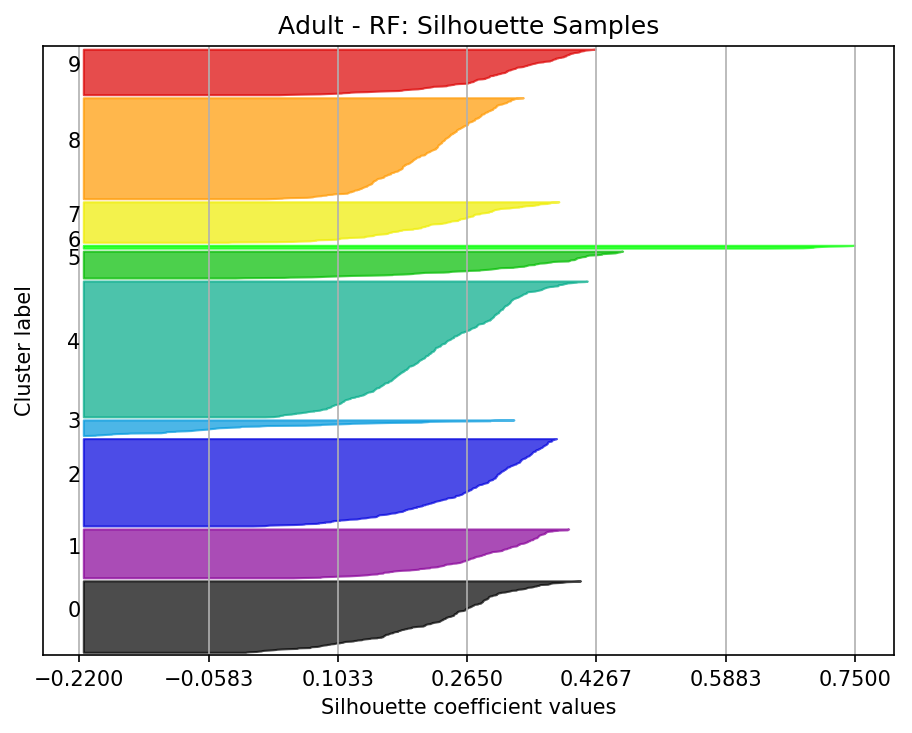 Adult - RF: Silhouette Samples
Cluster label
9
8
7
6
5
4
3
2
1
0
−0.2200 −0.0583 0.1033 0.2650 0.4267 0.5883 0.7500
Silhouette coefficient values